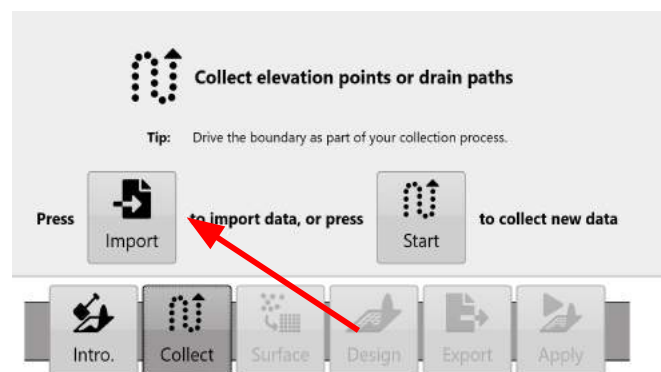 Collect elevation points or drain paths
Tip: Drive the boundary as part of your collection process.
Press Import to import data, or press Start to collect new data
Intro. Collect Surface Design Export Apply